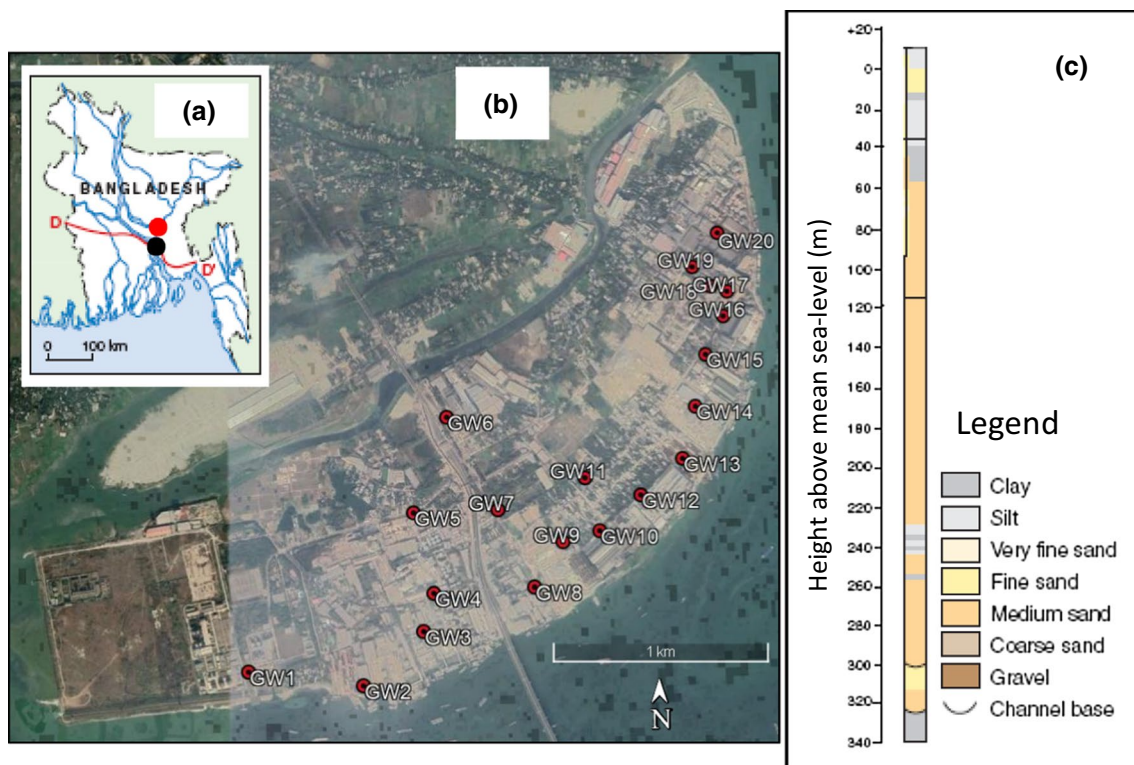 (a)
BANGLADESH
D
D'
0 100 km
(b)
GW20
GW19
GW18 GW17
GW16
GW15
GW14
GW6
GW13
GW11
GW12
GW7
GW5
GW9 GW10
GW8
GW4
GW3
1 km
GW1
GW2
N
(c)
Height above mean sea-level (m)
+20
0
20
40
60
80
100
120
140
160
180
200
220
240
260
280
300
320
340
Legend
Clay
Silt
Very fine sand
Fine sand
Medium sand
Coarse sand
Gravel
Channel base